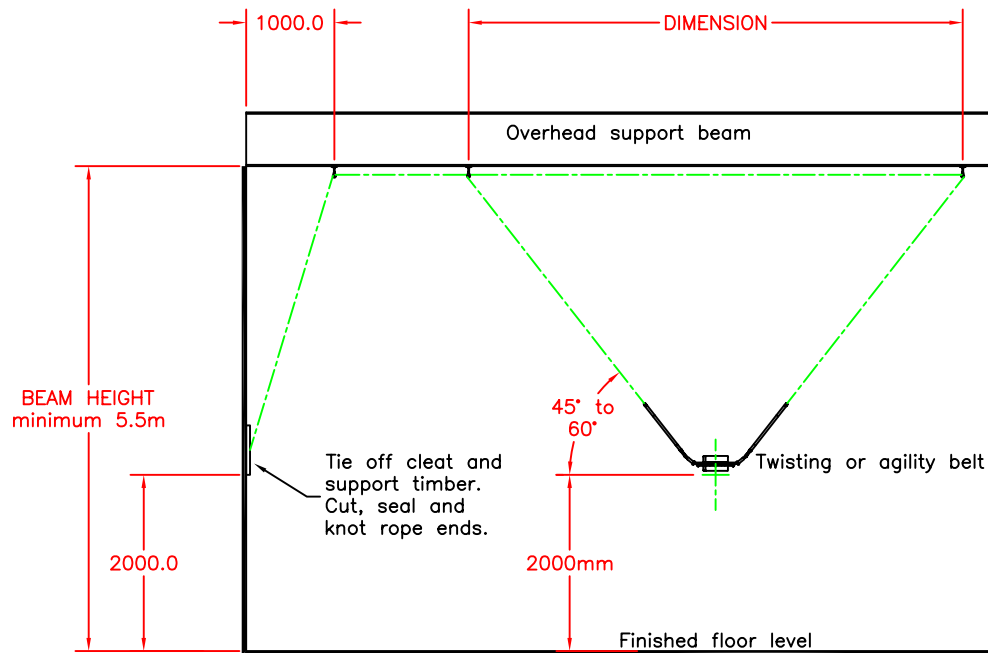 1000.0
DIMENSION
Overhead support beam
BEAM HEIGHT
minimum 5.5m
45° to
60°
Tie off cleat and
support timber.
Cut, seal and
knot rope ends.
Twisting or agility belt
2000.0
2000mm
Finished floor level